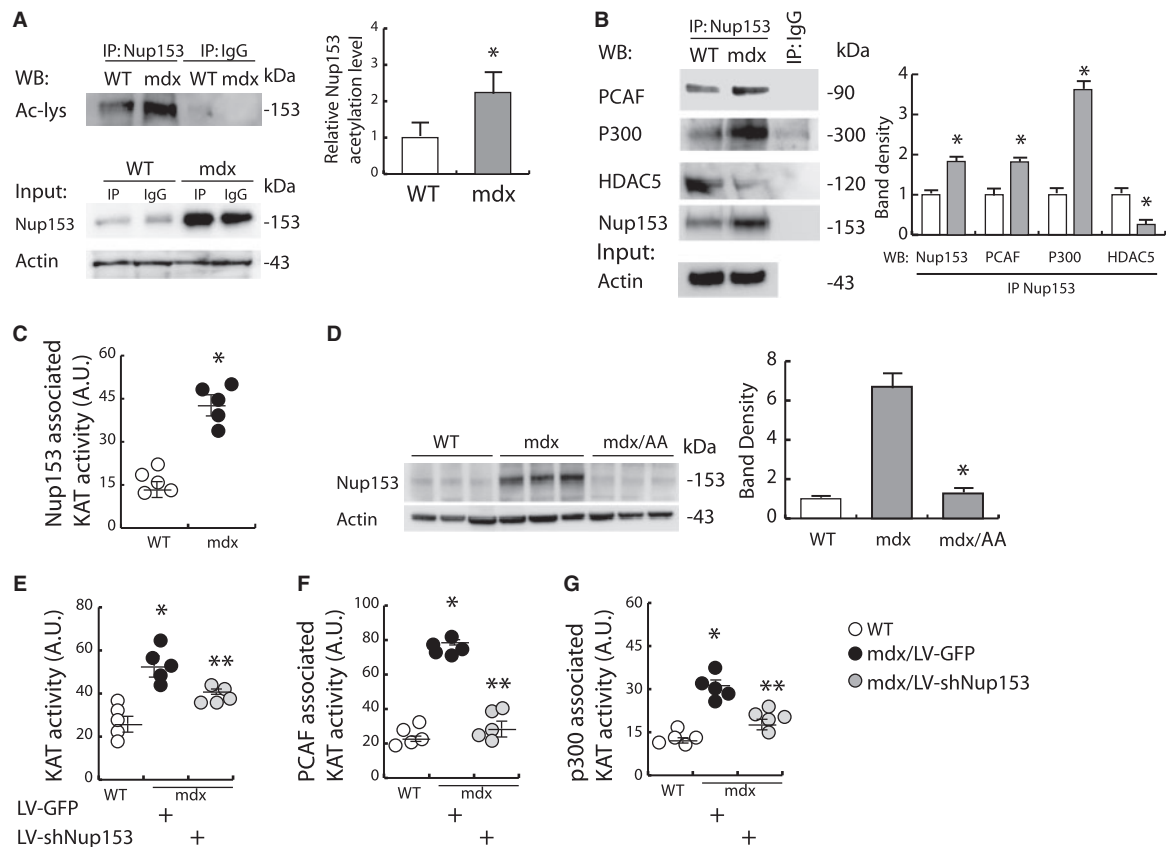 A
IP: Nup153 IP: IgG
WB: WT mdx WT mdx kDa
Ac-lys -153
WT mdx
Input: IP IgG IP IgG kDa
Nup153 -153
Actin -43
Relative Nup153
acetylation level
4
3
2
1
0
*
WT mdx
B
IP: Nup153 IP: IgG
WB: WT mdx kDa
PCAF -90
P300 -300
HDAC5 -120
Nup153 -153
Input:
Actin -43
Band density
4
3
2
1
0
* * * *
WB: Nup153 PCAF P300 HDAC5
IP Nup153
C
Nup153 associated
KAT activity (A.U.)
60
45
30
15
0
*
WT mdx
D
WT mdx mdx/AA kDa
Nup153 -153
Actin -43
Band Density
8
6
4
2
0
*
WT mdx mdx/AA
E
KAT activity (A.U.)
80
60
40
20
0
* **
WT mdx
LV-GFP +
LV-shNup153 +
F
PCAF associated
KAT activity (A.U.)
100
80
60
40
20
0
* **
WT mdx
+
+
G
p300 associated
KAT activity (A.U.)
60
45
30
15
0
* **
WT mdx
+
+
WT
mdx/LV-GFP
mdx/LV-shNup153